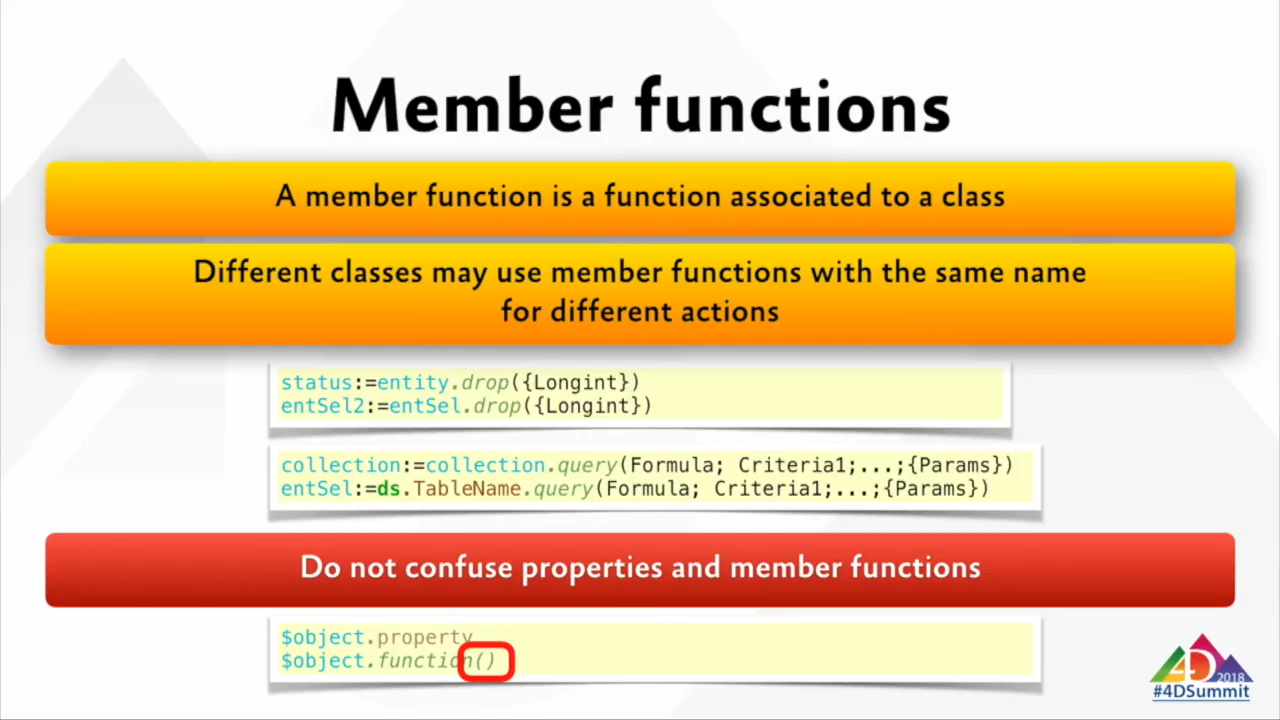 Member functions
A member function is a function associated to a class
Different classes may use member functions with the same name
for different actions
status:=entity.drop({Longint})
entSel2:=entSel.drop({Longint})
collection:=collection.query(Formula; Criteria1;...;{Params})
entSel:=ds.TableName.query(Formula; Criteria1;...;{Params})
Do not confuse properties and member functions
$object.property
$object.function()
4D
2018
#4DSummit